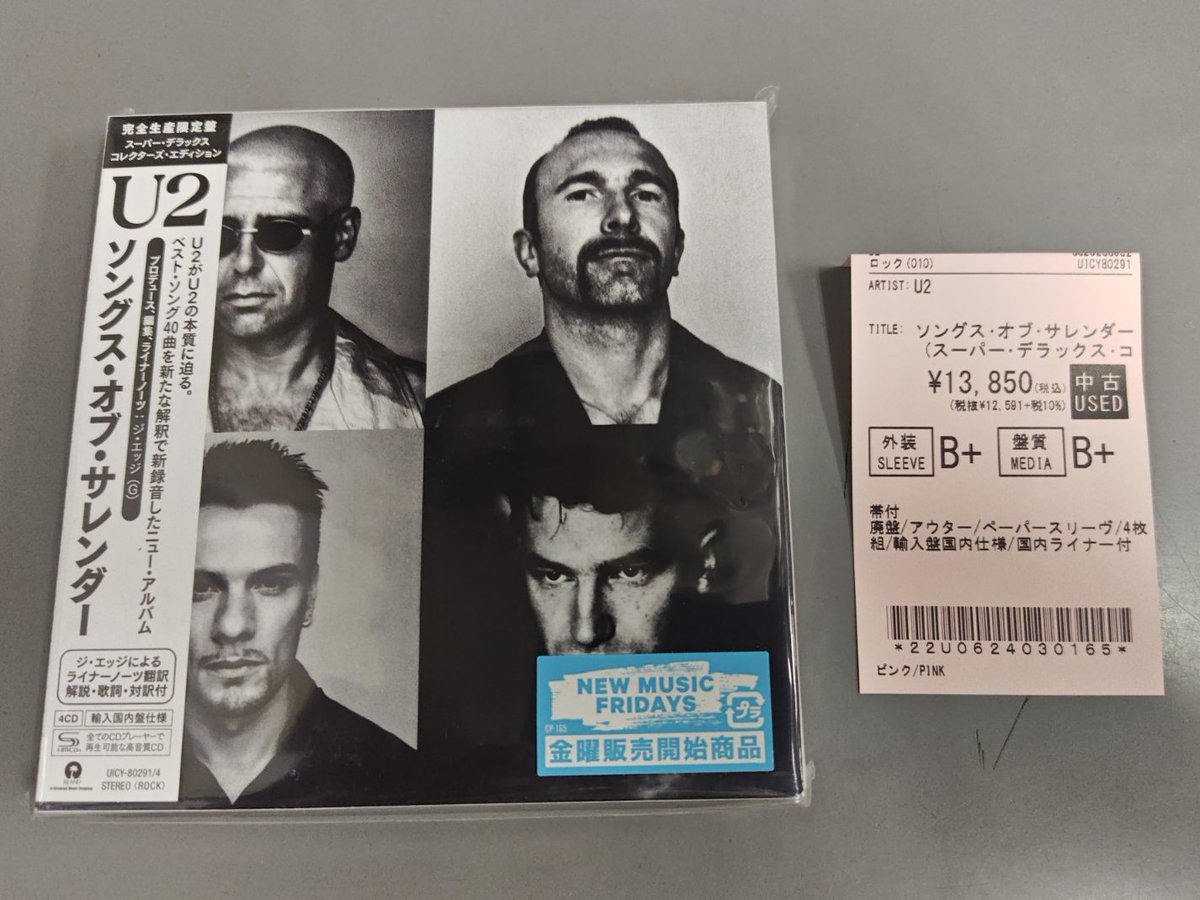 完全生産限定盤
スーパー・デラックス
コレクターズ・エディション
U2
U2がU2の本質に迫る。
ベスト・ソング40曲を新たな解釈で新録音したニュー・アルバム
プロデュース、選曲、ライナーノーツ：ジ・エッジ（G）
ソングス・オブ・サレンダー
ジ・エッジによる
ライナーノーツ翻訳
解説・歌詞・対訳付
4CD 輸入国内盤仕様
SHM-CD
全てのCDプレーヤーで
再生可能な高音質CD
ISLAND
UICY-80291/4
STEREO (ROCK)
NEW MUSIC
FRIDAYS
プラ
CP-165
金曜販売開始商品
ロック(010) UICY80291
ARTIST: U2
TITLE: ソングス・オブ・サレンダー
(スーパー・デラックス・コ
¥13,850(税込) 中古
(税抜¥12,591+税10%) USED
外装 SLEEVE B+ 盤質 MEDIA B+
帯付
廃盤/アウター/ペーパースリーヴ/4枚
組/輸入盤国内仕様/国内ライナー付
*22U0624030165*
ピンク/PINK